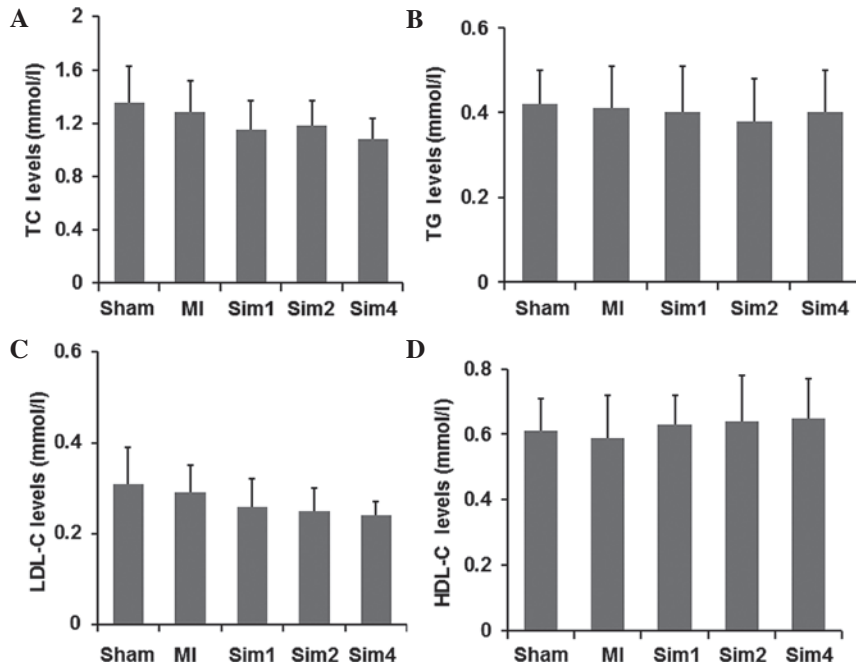 A
TC levels (mmol/l)
2
1.6
1.2
0.8
0.4
0
Sham MI Sim1 Sim2 Sim4
B
TG levels (mmol/l)
0.6
0.4
0.2
0
Sham MI Sim1 Sim2 Sim4
C
LDL-C levels (mmol/l)
0.6
0.4
0.2
0
Sham MI Sim1 Sim2 Sim4
D
HDL-C levels (mmol/l)
0.8
0.6
0.4
0.2
0
Sham MI Sim1 Sim2 Sim4